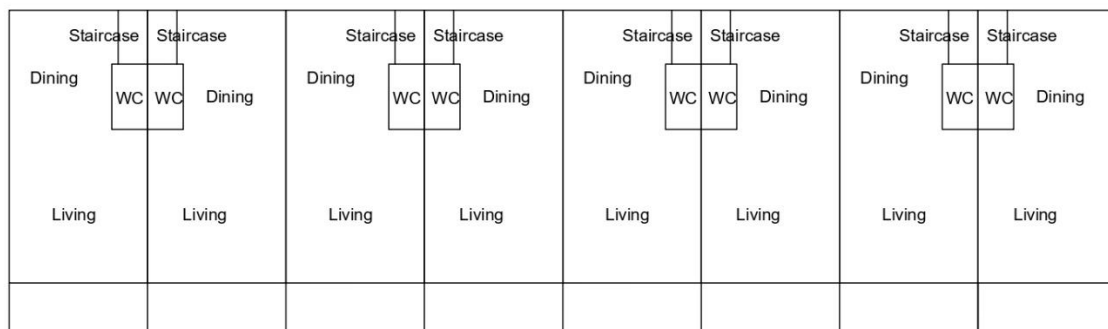 Staircase Staircase Staircase Staircase Staircase Staircase Staircase Staircase
Dining Dining Dining Dining
WC WC Dining WC WC Dining WC WC Dining WC WC Dining
Living Living Living Living Living Living Living Living